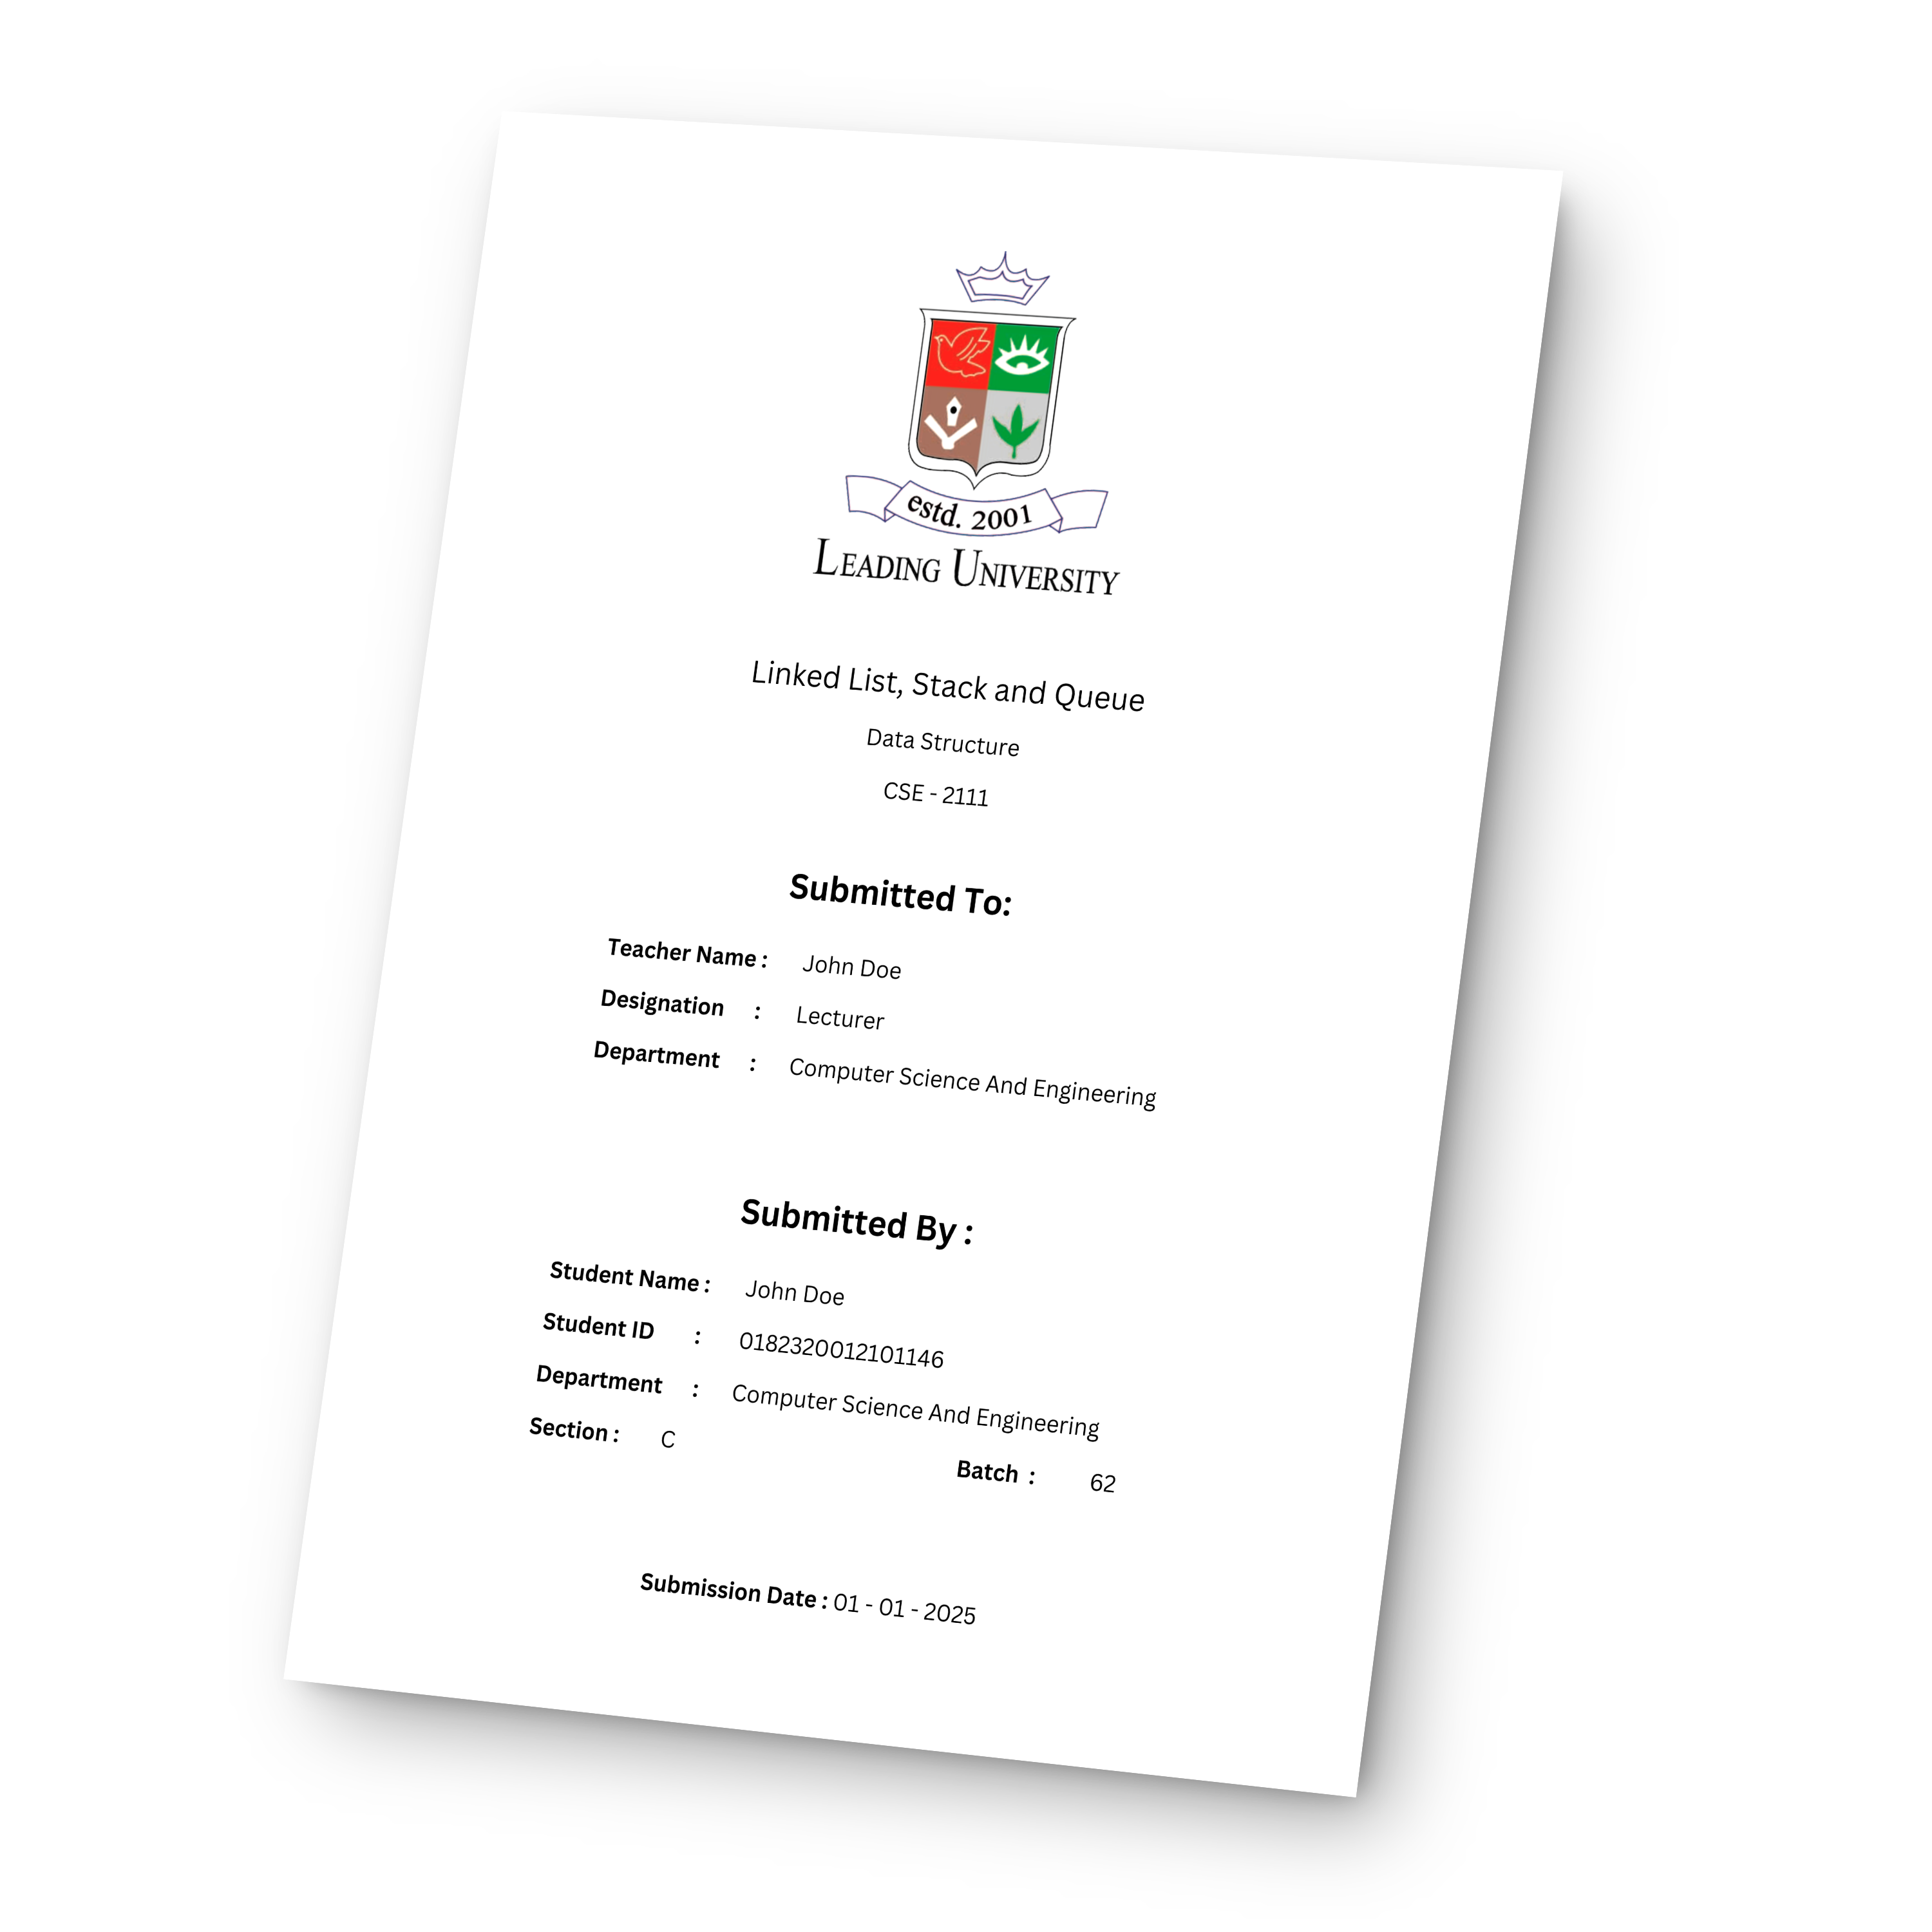 estd. 2001
LEADING UNIVERSITY
Linked List, Stack and Queue
Data Structure
CSE - 2111
Submitted To:
Teacher Name : John Doe
Designation : Lecturer
Department : Computer Science And Engineering
Submitted By :
Student Name : John Doe
Student ID : 0182320012101146
Department : Computer Science And Engineering
Section : C Batch : 62
Submission Date : 01 - 01 - 2025